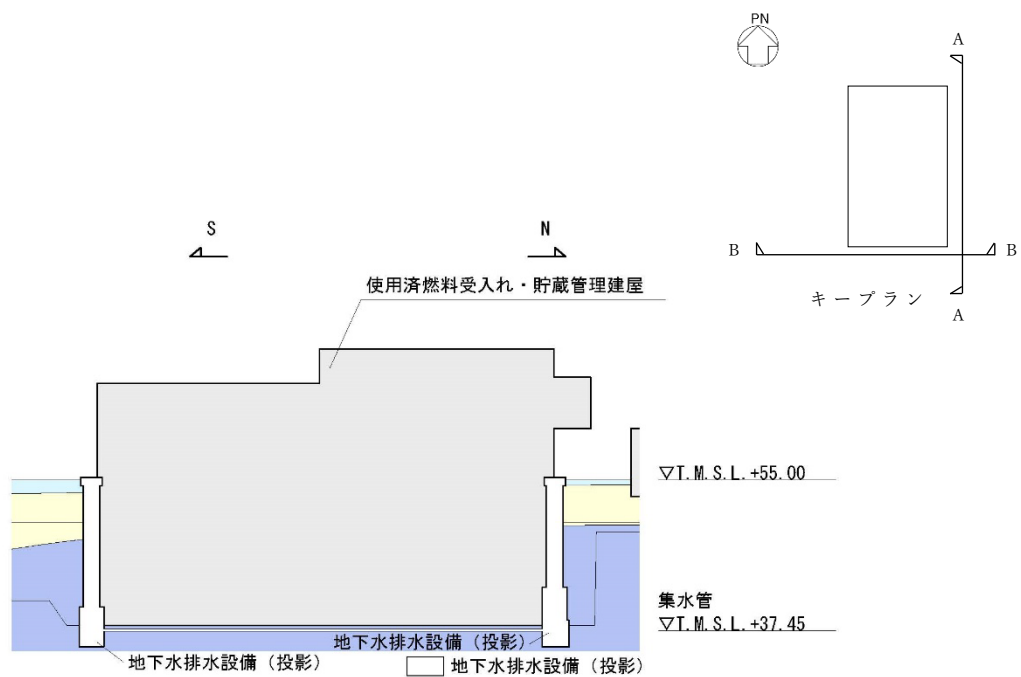 PN
A
B
B
キープラン
A
S
N
使用済燃料受入れ・貯蔵管理建屋
▽T.M.S.L.+55.00
集水管
▽T.M.S.L.+37.45
地下水排水設備（投影）
地下水排水設備（投影）
地下水排水設備（投影）